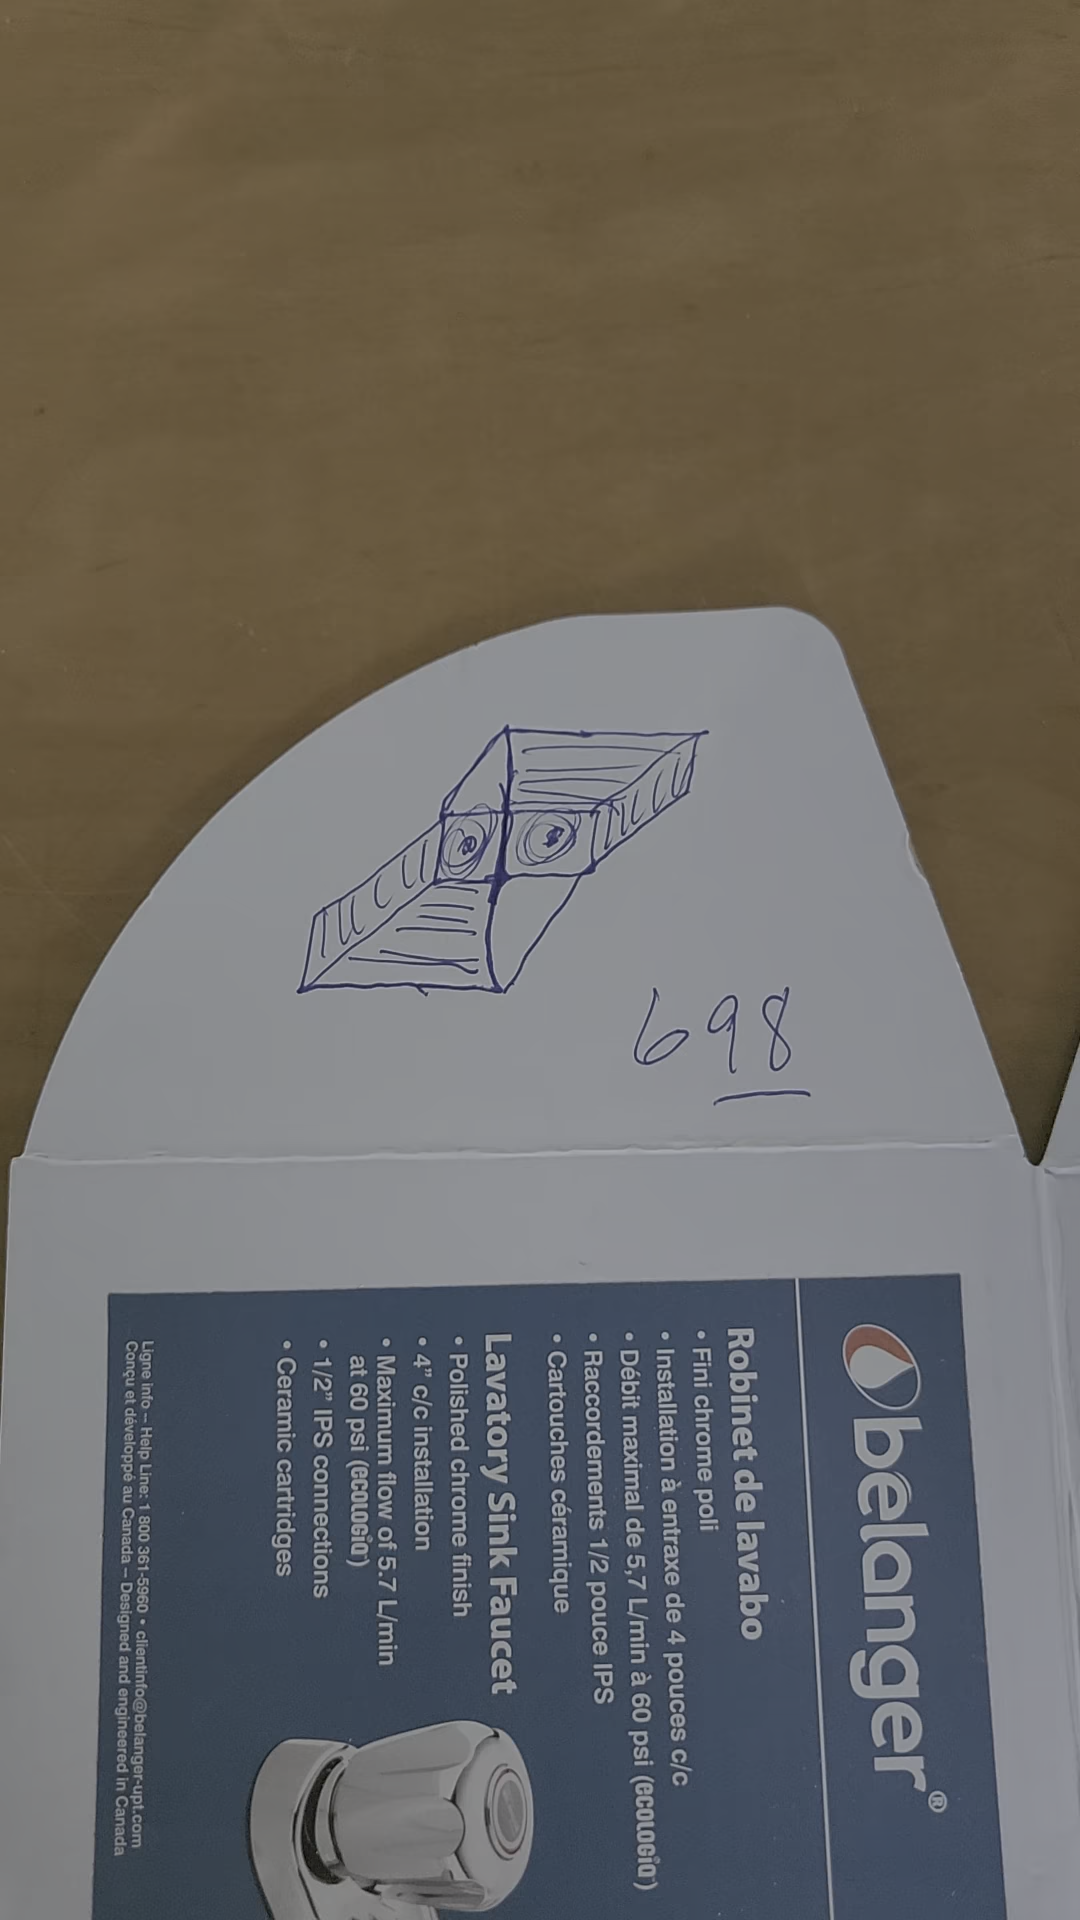 698
bélanger®
Robinet de lavabo
• Fini chrome poli
• Installation à entraxe de 4 pouces c/c
• Débit maximal de 5,7 L/min à 60 psi (ECOLOGIQ)
• Raccordements 1/2 pouce IPS
• Cartouches céramique
Lavatory Sink Faucet
• Polished chrome finish
• 4" c/c installation
• Maximum flow of 5.7 L/min
at 60 psi (ECOLOGIQ)
• 1/2" IPS connections
• Ceramic cartridges
Ligne info – Help Line: 1 800 361-5960 • clientinfo@belanger-upt.com
Conçu et développé au Canada – Designed and engineered in Canada